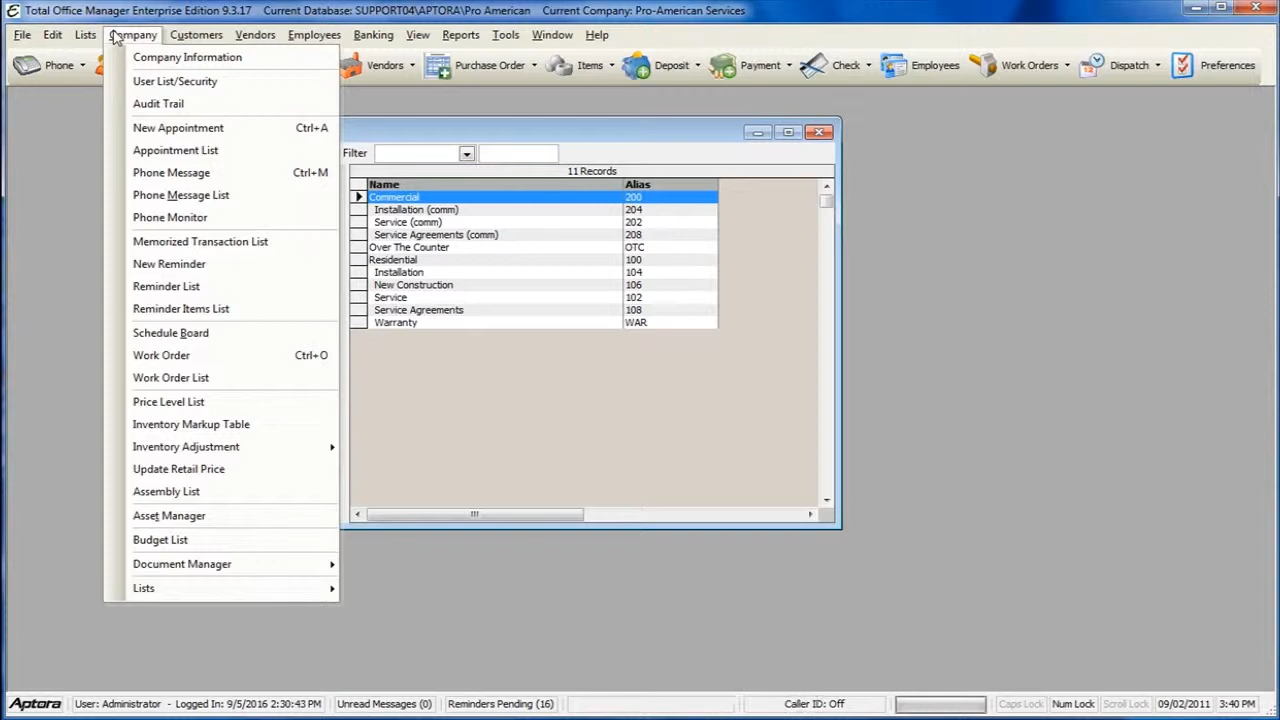 Total Office Manager Enterprise Edition 9.3.17 Current Database: SUPPORT04\APTORA\Pro American Current Company: Pro-American Services
File Edit Lists Company Customers Vendors Employees Banking View Reports Tools Window Help
Phone Vendors Purchase Order Items Deposit Payment Check Employees Work Orders Dispatch Preferences
Company Information
User List/Security
Audit Trail
New Appointment Ctrl+A
Appointment List
Phone Message Ctrl+M
Phone Message List
Phone Monitor
Memorized Transaction List
New Reminder
Reminder List
Reminder Items List
Schedule Board
Work Order Ctrl+O
Work Order List
Price Level List
Inventory Markup Table
Inventory Adjustment
Update Retail Price
Assembly List
Asset Manager
Budget List
Document Manager
Lists
Filter
11 Records
Name Alias
Commercial 200
Installation (comm) 204
Service (comm) 202
Service Agreements (comm) 208
Over The Counter OTC
Residential 100
Installation 104
New Construction 106
Service 102
Service Agreements 108
Warranty WAR
Aptora User: Administrator - Logged In: 9/5/2016 2:30:43 PM Unread Messages (0) Reminders Pending (16) Caller ID: Off Caps Lock Num Lock Scroll Lock 09/02/2011 3:40 PM